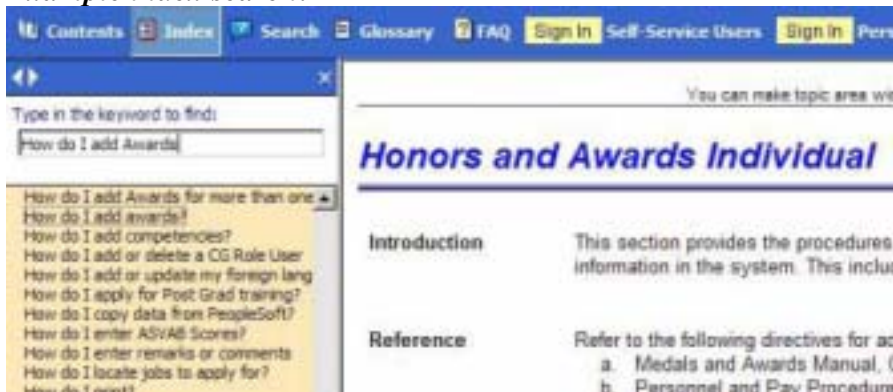 Contents Index Search Glossary FAQ Sign In Self-Service Users Sign In Pers
You can make topic area
Type in the keyword to find:
How do I add Awards
How do I add Awards for more than one
How do I add awards?
How do I add competencies?
How do I add or delete a CG Role User
How do I add or update my foreign lang
How do I apply for Post Grad training?
How do I copy data from PeopleSoft?
How do I enter ASVAB Scores?
How do I enter remarks or comments
How do I locate jobs to apply for?
How do I print?
Honors and Awards Individual
Introduction
This section provides the procedures
information in the system. This inclu
Reference
Refer to the following directives for ac
a. Medals and Awards Manual,
b. Personnel and Pay Procedur